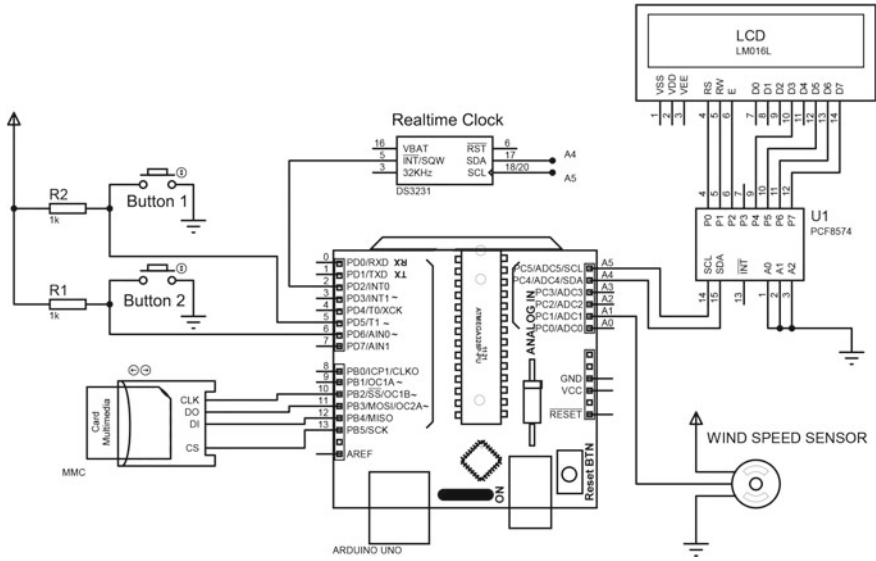 LCD
LM016L
VSS VDD VEE RS RW E D0 D1 D2 D3 D4 D5 D6 D7
1 2 3 4 5 6 7 8 9 10 11 12 13 14
Realtime Clock
16 VBAT RST 6
5 INT/SQW SDA 17 A4
3 32KHz SCL 18/20 A5
DS3231
R2
1k
Button 1
R1
1k
Button 2
4 5 6 7 9 10 11 12
P0 P1 P2 P3 P4 P5 P6 P7
U1
PCF8574
SCL SDA INT A0 A1 A2
14 15 13 1 2 3
0 PD0/RXD RX
1 PD1/TXD TX
2 PD2/INT0
3 PD3/INT1 ~
4 PD4/T0/XCK
5 PD5/T1 ~
6 PD6/AIN0 ~
7 PD7/AIN1
8 PB0/ICP1/CLKO
9 PB1/OC1A ~
10 PB2/SS/OC1B ~
11 PB3/MOSI/OC2A ~
12 PB4/MISO
13 PB5/SCK
AREF
ATMEGA328P-PU
1121
ANALOG IN
PC5/ADC5/SCL A5
PC4/ADC4/SDA A4
PC3/ADC3 A3
PC2/ADC2 A2
PC1/ADC1 A1
PC0/ADC0 A0
GND
VCC
RESET
Reset BTN
ON
ARDUINO UNO
Card
Multimedia
CLK
DO
DI
CS
MMC
WIND SPEED SENSOR